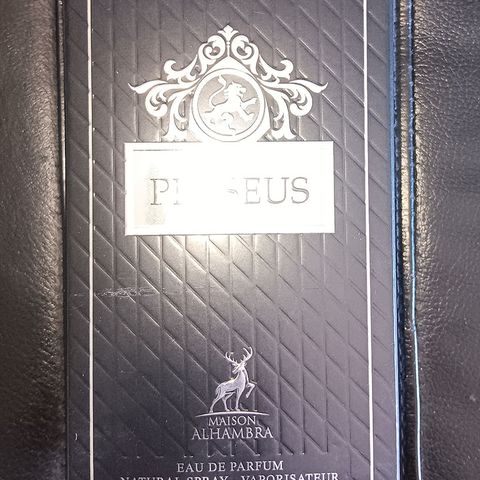 MAISON
ALHAMBRA
EAU DE PARFUM
NATURAL SPRAY - VAPORISATEUR